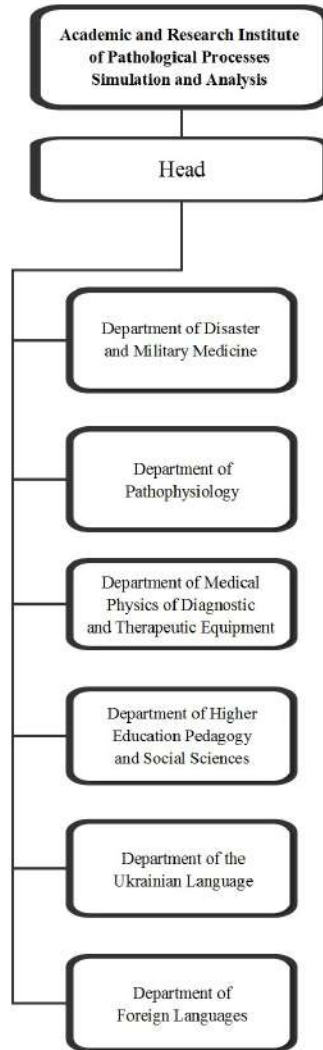 Academic and Research Institute
of Pathological Processes
Simulation and Analysis
Head
Department of Disaster
and Military Medicine
Department of
Pathophysiology
Department of Medical
Physics of Diagnostic
and Therapeutic Equipment
Department of Higher
Education Pedagogy
and Social Sciences
Department of the
Ukrainian Language
Department of
Foreign Languages